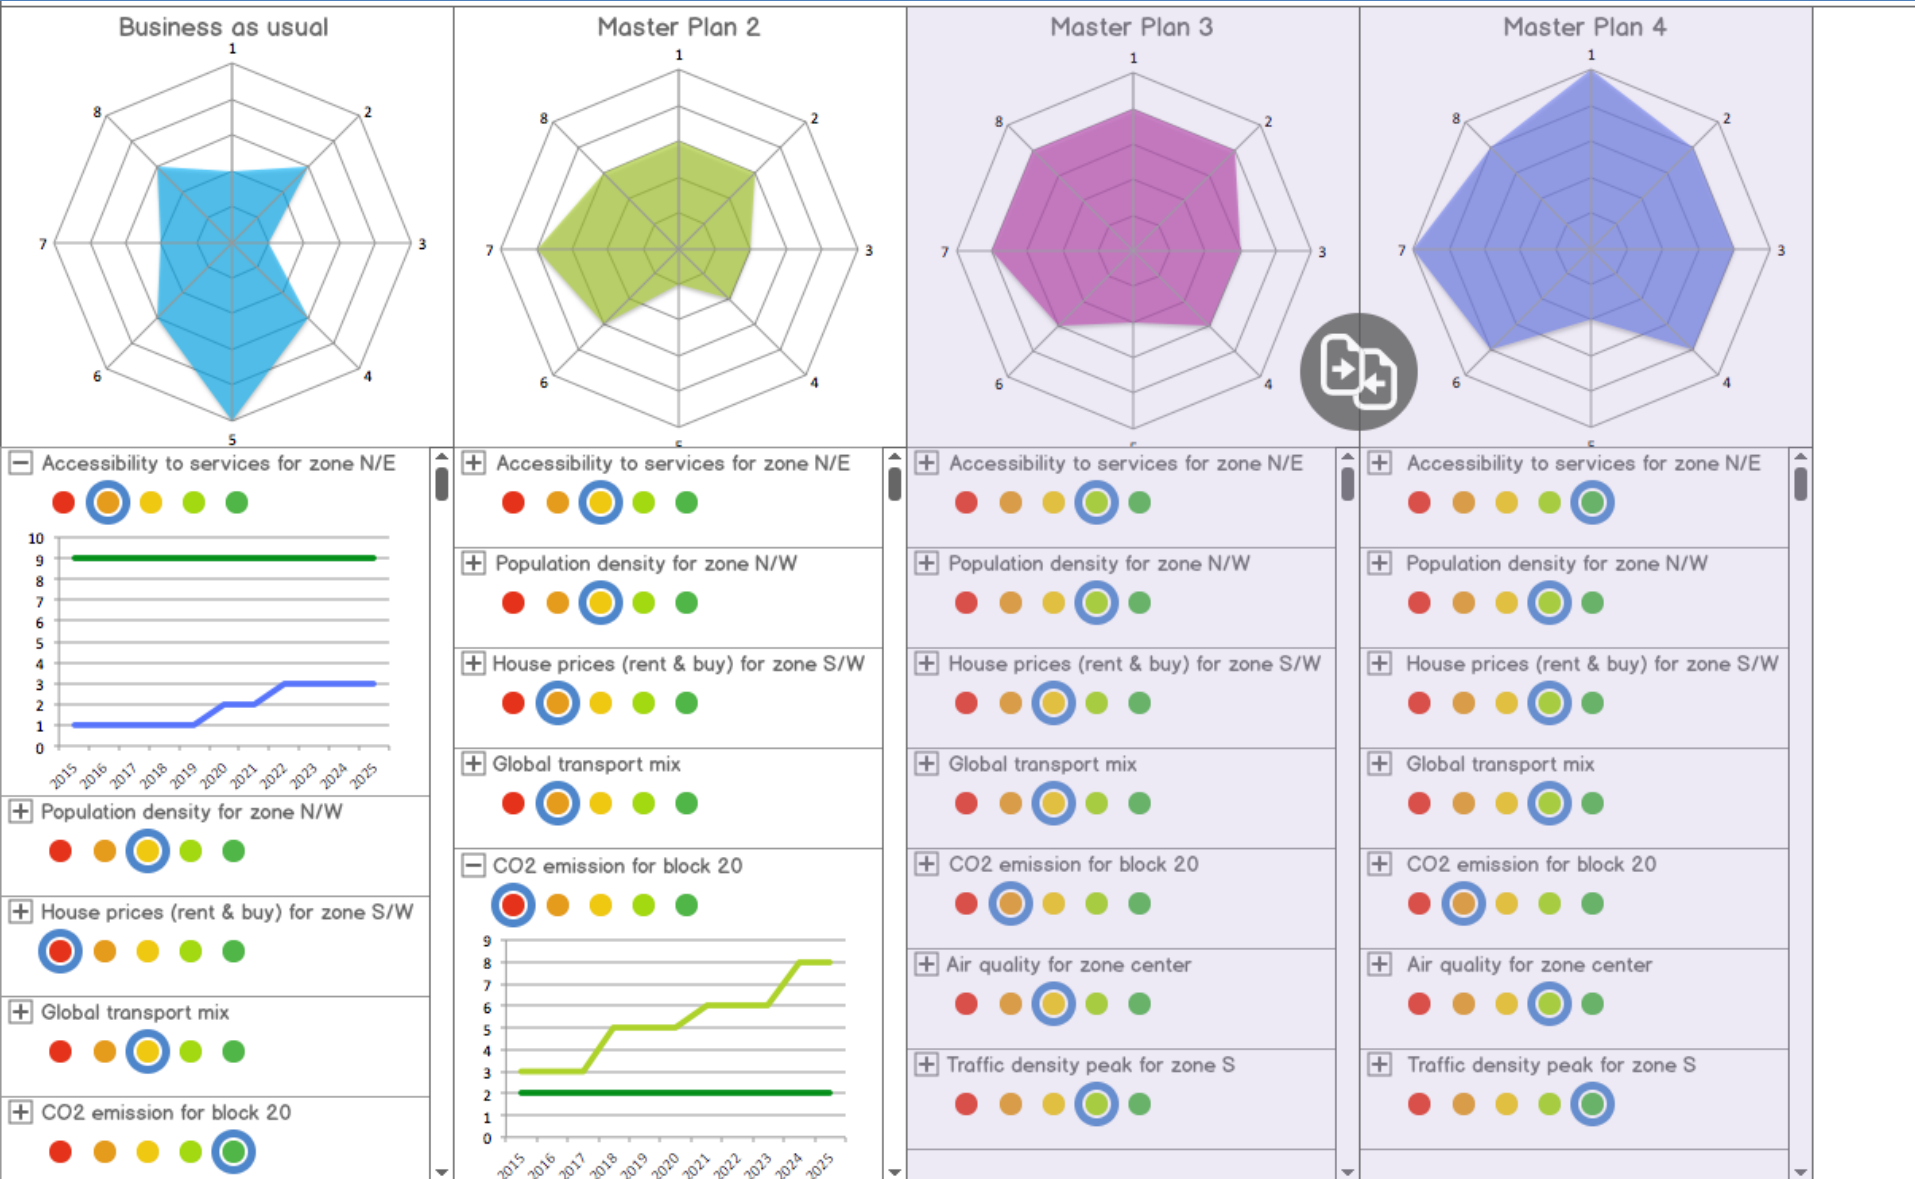 Business as usual
1
2
3
4
5
6
7
8
Master Plan 2
1
2
3
4
5
6
7
8
Master Plan 3
1
2
3
4
6
7
8
Master Plan 4
1
2
3
4
5
6
7
8
Accessibility to services for zone N/E
10
9
8
7
6
5
4
3
2
1
0
2015 2016 2017 2018 2019 2020 2021 2022 2023 2024 2025
Population density for zone N/W
House prices (rent & buy) for zone S/W
Global transport mix
CO2 emission for block 20
Accessibility to services for zone N/E
Population density for zone N/W
House prices (rent & buy) for zone S/W
Global transport mix
CO2 emission for block 20
9
8
7
6
5
4
3
2
1
0
2015 2016 2017 2018 2019 2020 2021 2022 2023 2024 2025
Accessibility to services for zone N/E
Population density for zone N/W
House prices (rent & buy) for zone S/W
Global transport mix
CO2 emission for block 20
Air quality for zone center
Traffic density peak for zone S
Accessibility to services for zone N/E
Population density for zone N/W
House prices (rent & buy) for zone S/W
Global transport mix
CO2 emission for block 20
Air quality for zone center
Traffic density peak for zone S